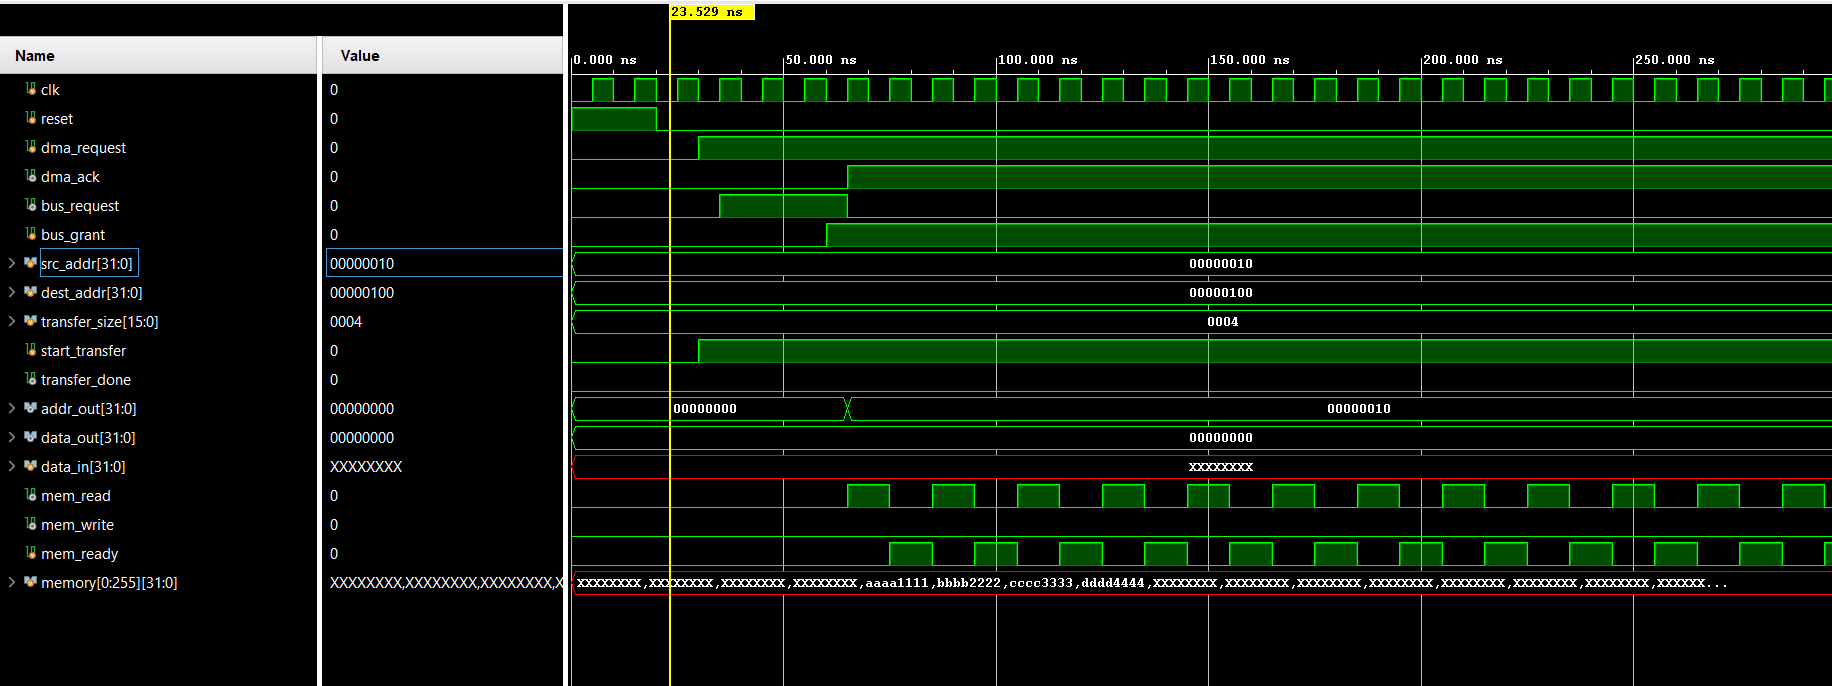 23.529 ns
Name Value
0.000 ns 50.000 ns 100.000 ns 150.000 ns 200.000 ns 250.000 ns
clk 0
reset 0
dma_request 0
dma_ack 0
bus_request 0
bus_grant 0
src_addr[31:0] 00000010 00000010
dest_addr[31:0] 00000100 00000100
transfer_size[15:0] 0004 0004
start_transfer 0
transfer_done 0
addr_out[31:0] 00000000 00000000 00000010
data_out[31:0] 00000000 00000000
data_in[31:0] XXXXXXXX XXXXXXXX
mem_read 0
mem_write 0
mem_ready 0
memory[0:255][31:0] XXXXXXXX,XXXXXXXX,XXXXXXXX,X XXXXXXXX,XXXXXXXX,XXXXXXXX,XXXXXXXX,aaaa1111,bbbb2222,cccc3333,dddd4444,XXXXXXXX,XXXXXXXX,XXXXXXXX,XXXXXXXX,XXXXXXXX,XXXXXXXX,XXXXXXXX,XXXXXX...